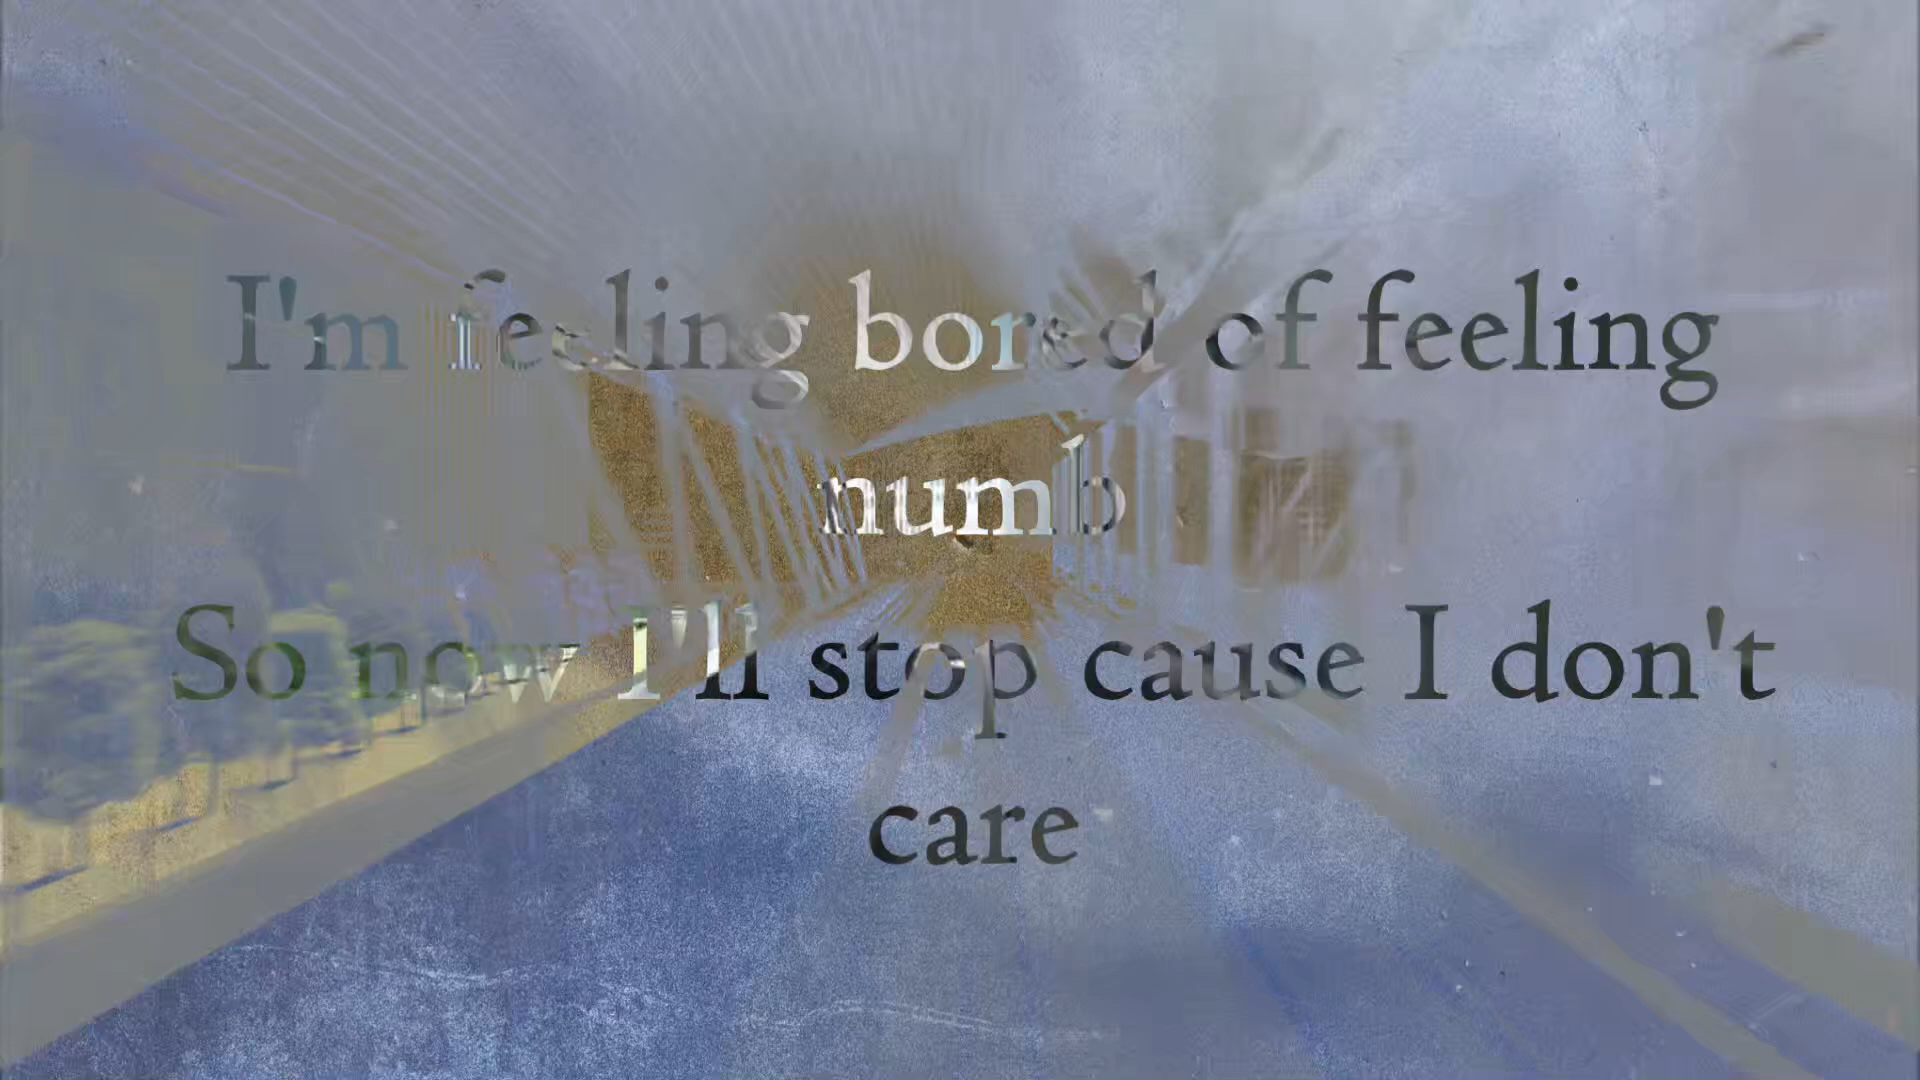 I'm feeling bored of feeling
numb
So now I'll stop cause I don't
care